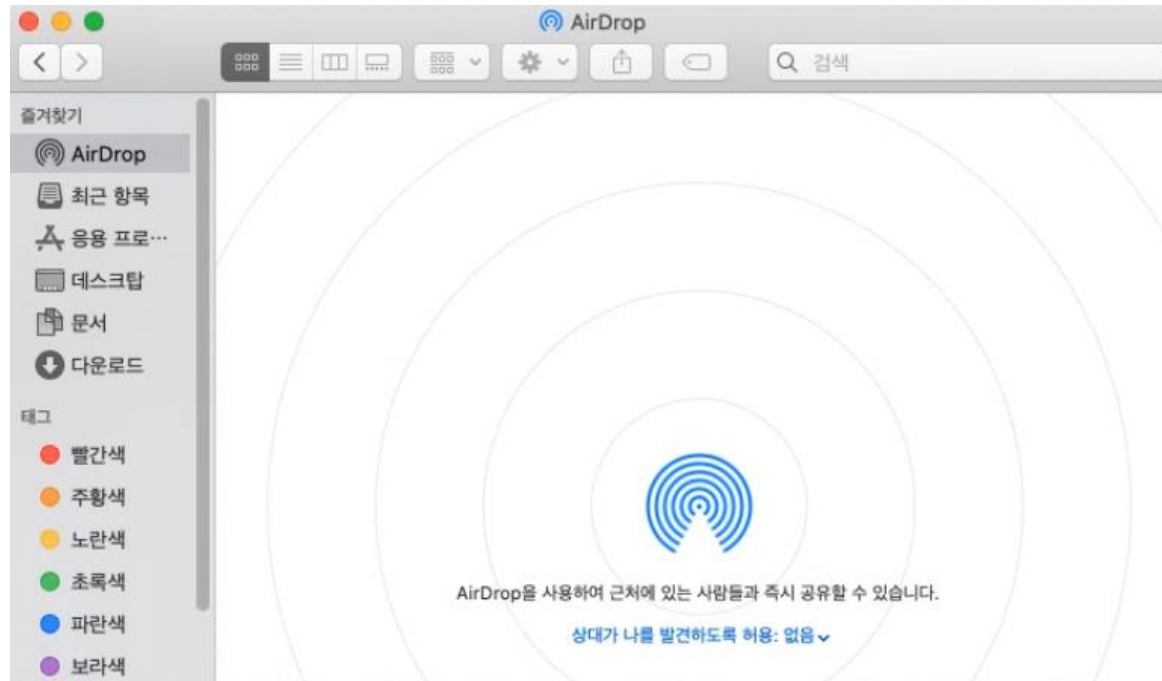 AirDrop
검색
즐겨찾기
AirDrop
최근 항목
응용 프로…
데스크탑
문서
다운로드
태그
빨간색
주황색
노란색
초록색
파란색
보라색
AirDrop을 사용하여 근처에 있는 사람들과 즉시 공유할 수 있습니다.
상대가 나를 발견하도록 허용: 없음